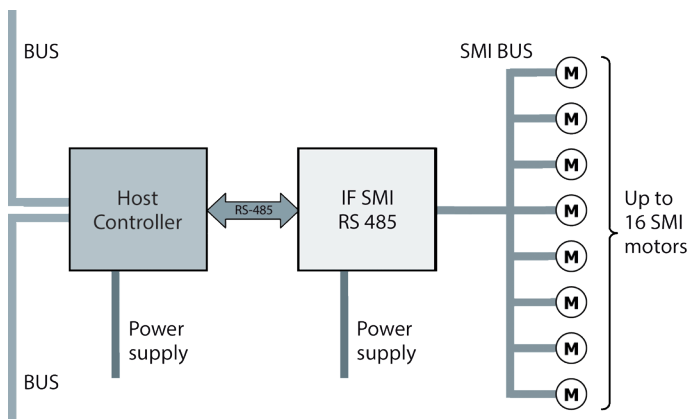 BUS
SMI BUS
M
M
M
M
M
M
M
M
Host
Controller
RS-485
IF SMI
RS 485
Up to
16 SMI
motors
Power
supply
Power
supply
BUS